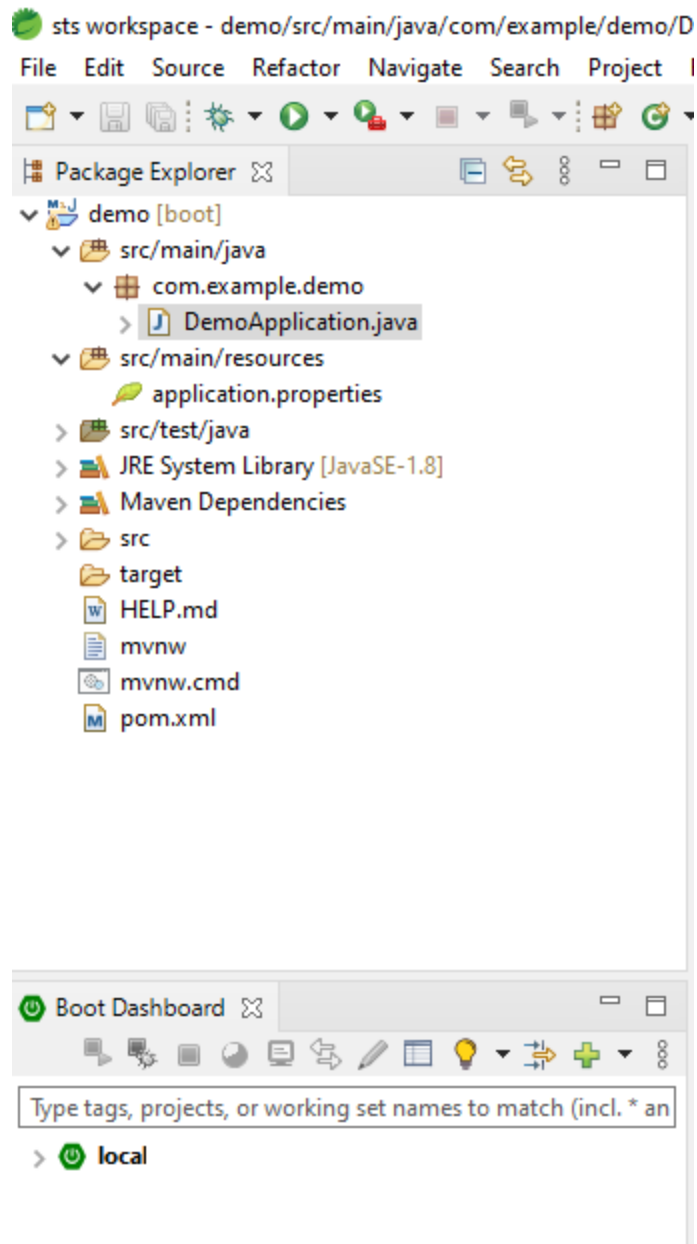 sts workspace - demo/src/main/java/com/example/demo/D
File Edit Source Refactor Navigate Search Project
Package Explorer
demo [boot]
src/main/java
com.example.demo
DemoApplication.java
src/main/resources
application.properties
src/test/java
JRE System Library [JavaSE-1.8]
Maven Dependencies
src
target
HELP.md
mvnw
mvnw.cmd
pom.xml
Boot Dashboard
Type tags, projects, or working set names to match (incl. * an
local